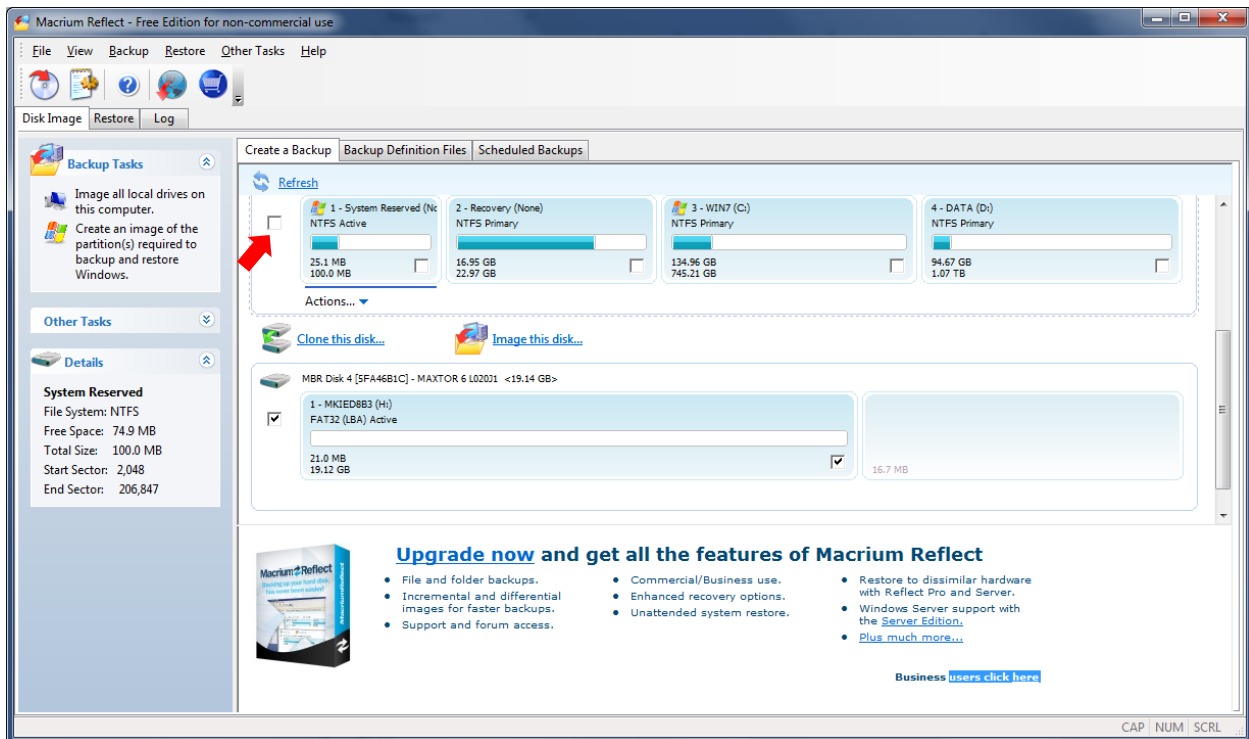 Macrium Reflect - Free Edition for non-commercial use
File View Backup Restore Other Tasks Help
Disk Image Restore Log
Backup Tasks
Image all local drives on
this computer.
Create an image of the
partition(s) required to
backup and restore
Windows.
Other Tasks
Details
System Reserved
File System: NTFS
Free Space: 74.9 MB
Total Size: 100.0 MB
Start Sector: 2,048
End Sector: 206,847
Create a Backup Backup Definition Files Scheduled Backups
Refresh
1 - System Reserved (Nc
NTFS Active
25.1 MB
100.0 MB
2 - Recovery (None)
NTFS Primary
16.95 GB
22.97 GB
3 - WIN7 (C:)
NTFS Primary
134.96 GB
745.21 GB
4 - DATA (D:)
NTFS Primary
94.67 GB
1.07 TB
Actions...
Clone this disk... Image this disk...
MBR Disk 4 [5FA46B1C] - MAXTOR 6 L020J1 <19.14 GB>
1 - MKIED8B3 (H:)
FAT32 (LBA) Active
21.0 MB
19.12 GB
16.7 MB
Macrium Reflect
Upgrade now and get all the features of Macrium Reflect
• File and folder backups.
• Incremental and differential
images for faster backups.
• Support and forum access.
• Commercial/Business use.
• Enhanced recovery options.
• Unattended system restore.
• Restore to dissimilar hardware
with Reflect Pro and Server.
• Windows Server support with
the Server Edition.
• Plus much more...
Business users click here
CAP NUM SCRL